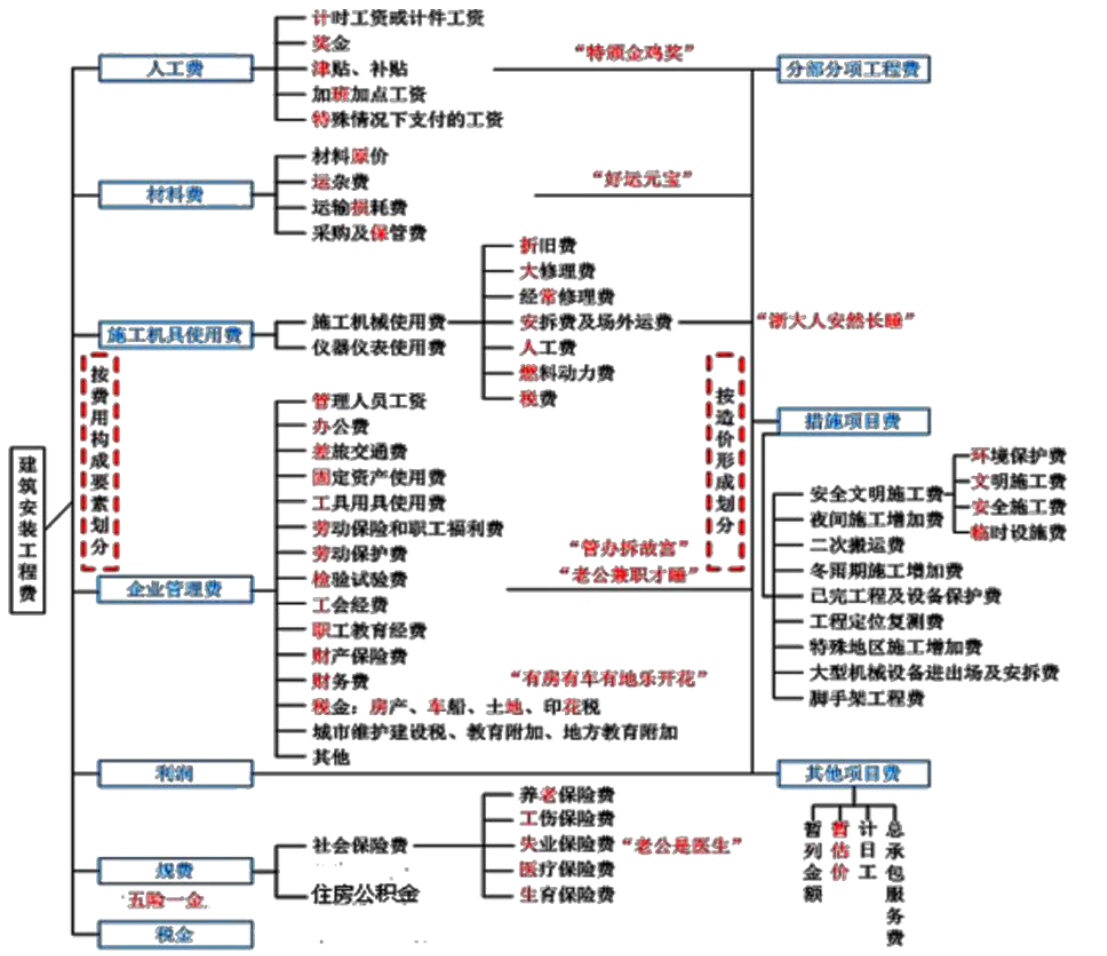 建筑安装工程费
按费用构成要素划分
人工费
计时工资或计件工资
奖金
津贴、补贴
加班加点工资
特殊情况下支付的工资
“特颁金鸡奖”
材料费
材料原价
运杂费
运输损耗费
采购及保管费
“好运元宝”
施工机具使用费
施工机械使用费
仪器仪表使用费
折旧费
大修理费
经常修理费
安拆费及场外运费
人工费
燃料动力费
税费
“浙大人安然长睡”
企业管理费
管理人员工资
办公费
差旅交通费
固定资产使用费
工具用具使用费
劳动保险和职工福利费
劳动保护费
检验试验费
工会经费
职工教育经费
财产保险费
财务费
税金：房产、车船、土地、印花税
城市维护建设税、教育附加、地方教育附加
其他
“管办拆故宫”
“老公兼职才睡”
“有房有车有地乐开花”
利润
规费
五险一金
社会保险费
住房公积金
养老保险费
工伤保险费
失业保险费
医疗保险费
生育保险费
“老公是医生”
税金
按造价形成划分
分部分项工程费
措施项目费
安全文明施工费
环境保护费
文明施工费
安全施工费
临时设施费
夜间施工增加费
二次搬运费
冬雨期施工增加费
已完工程及设备保护费
工程定位复测费
特殊地区施工增加费
大型机械设备进出场及安拆费
脚手架工程费
其他项目费
暂列金额
暂估价
计日工
总承包服务费